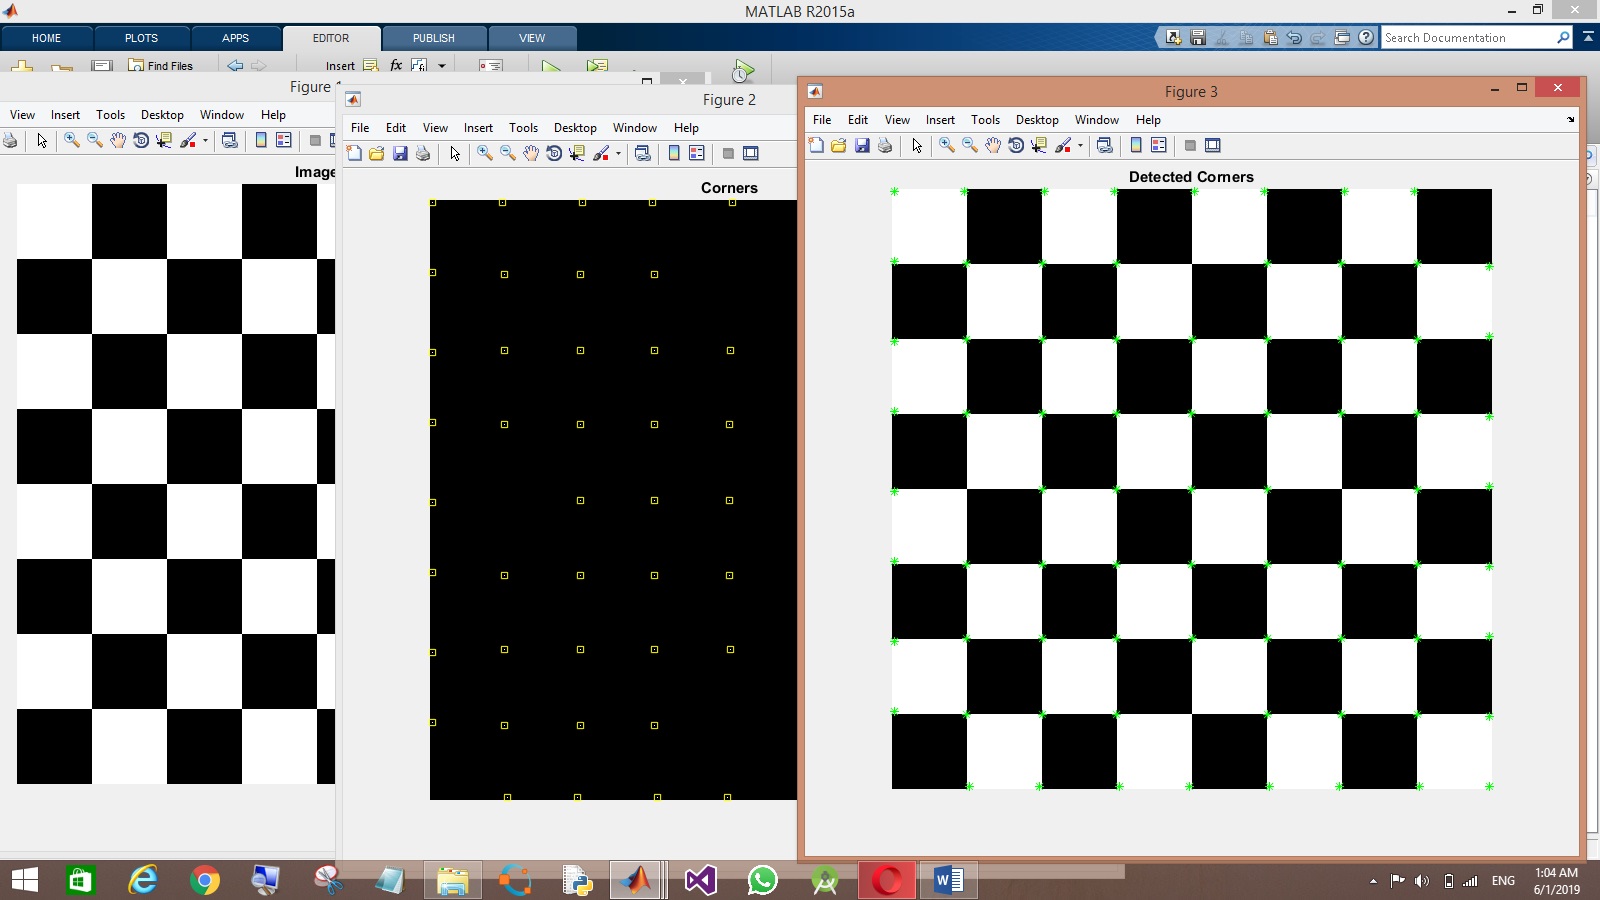 MATLAB R2015a
HOME PLOTS APPS EDITOR PUBLISH VIEW Search Documentation
Find Files Insert fx
Figure
View Insert Tools Desktop Window Help
Image
Figure 2
File Edit View Insert Tools Desktop Window Help
Corners
Figure 3
File Edit View Insert Tools Desktop Window Help
Detected Corners
ENG 1:04 AM
6/1/2019